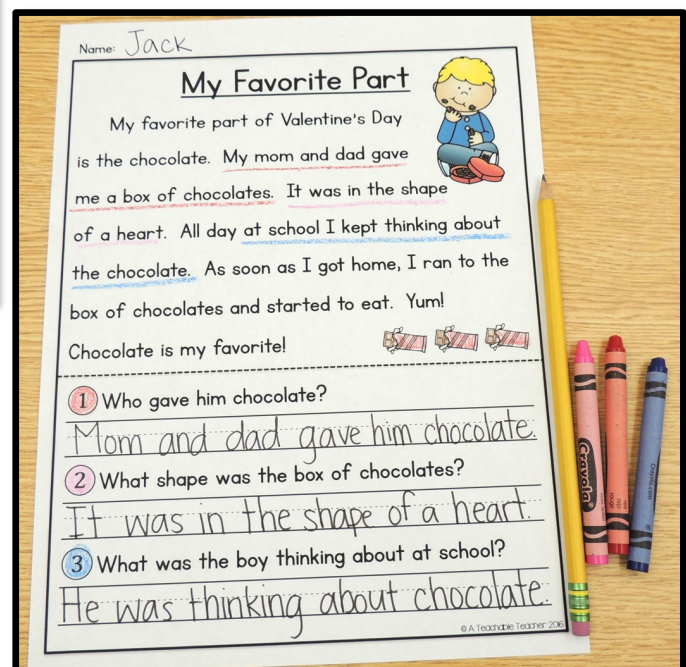 Name: Jack
My Favorite Part
My favorite part of Valentine's Day
is the chocolate. My mom and dad gave
me a box of chocolates. It was in the shape
of a heart. All day at school I kept thinking about
the chocolate. As soon as I got home, I ran to the
box of chocolates and started to eat. Yum!
Chocolate is my favorite!
1 Who gave him chocolate?
Mom and dad gave him chocolate.
2 What shape was the box of chocolates?
It was in the shape of a heart.
3 What was the boy thinking about at school?
He was thinking about chocolate.
© A Teachable Teacher 2016
Crayola
Crayola.com